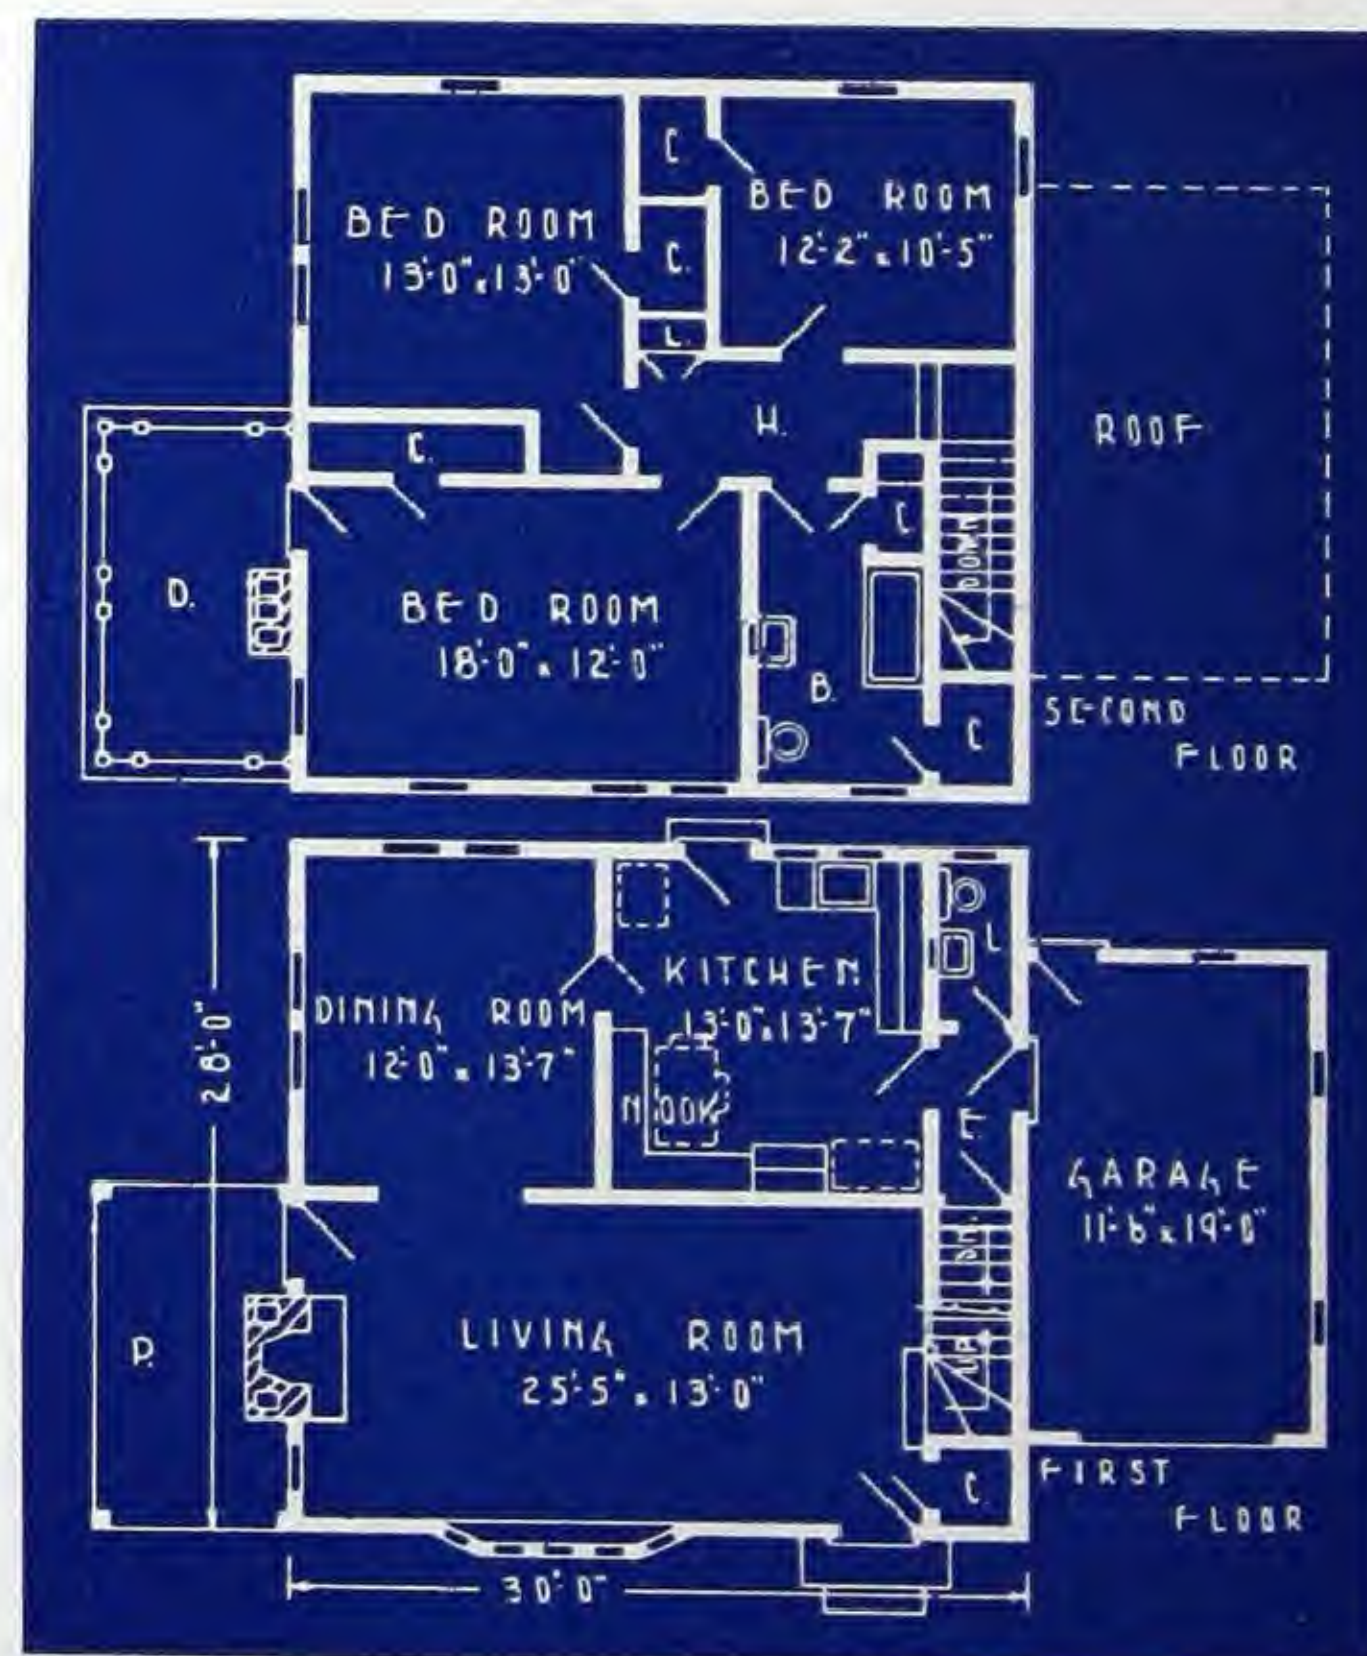 C
BED ROOM
12'-2" x 10'-5"
BED ROOM
13'-0" x 13'-0"
C.
L.
H.
ROOF
C.
C
DOWN
D.
BED ROOM
18'-0" x 12'-0"
B.
C
SECOND
FLOOR
L
KITCHEN
13'-0" x 13'-7"
DINING ROOM
12'-0" x 13'-7"
28'-0"
NOOK
E.
GARAGE
11'-6" x 19'-0"
DN.
UP
LIVING ROOM
25'-5" x 13'-0"
P.
C.
FIRST
FLOOR
30'-0"